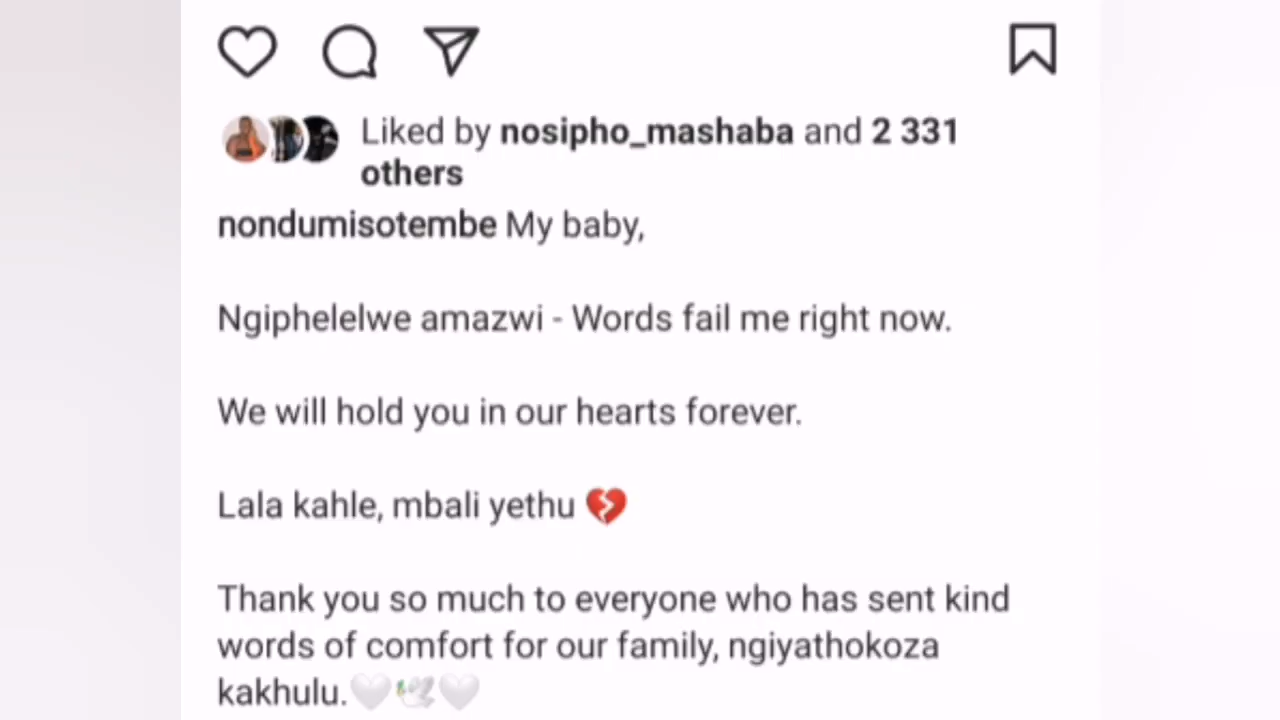 Liked by nosipho_mashaba and 2 331
others
nondumisotembe My baby,
Ngiphelelwe amazwi - Words fail me right now.
We will hold you in our hearts forever.
Lala kahle, mbali yethu 💔
Thank you so much to everyone who has sent kind
words of comfort for our family, ngiyathokoza
kakhulu.🤍🕊️🤍